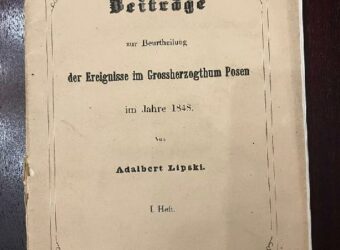 Beiträge
zur Beurtheilung
der Ereignisse im Grossherzogthum Posen
im Jahre 1848.
Von
Adalbert Lipski.
I. Heft.